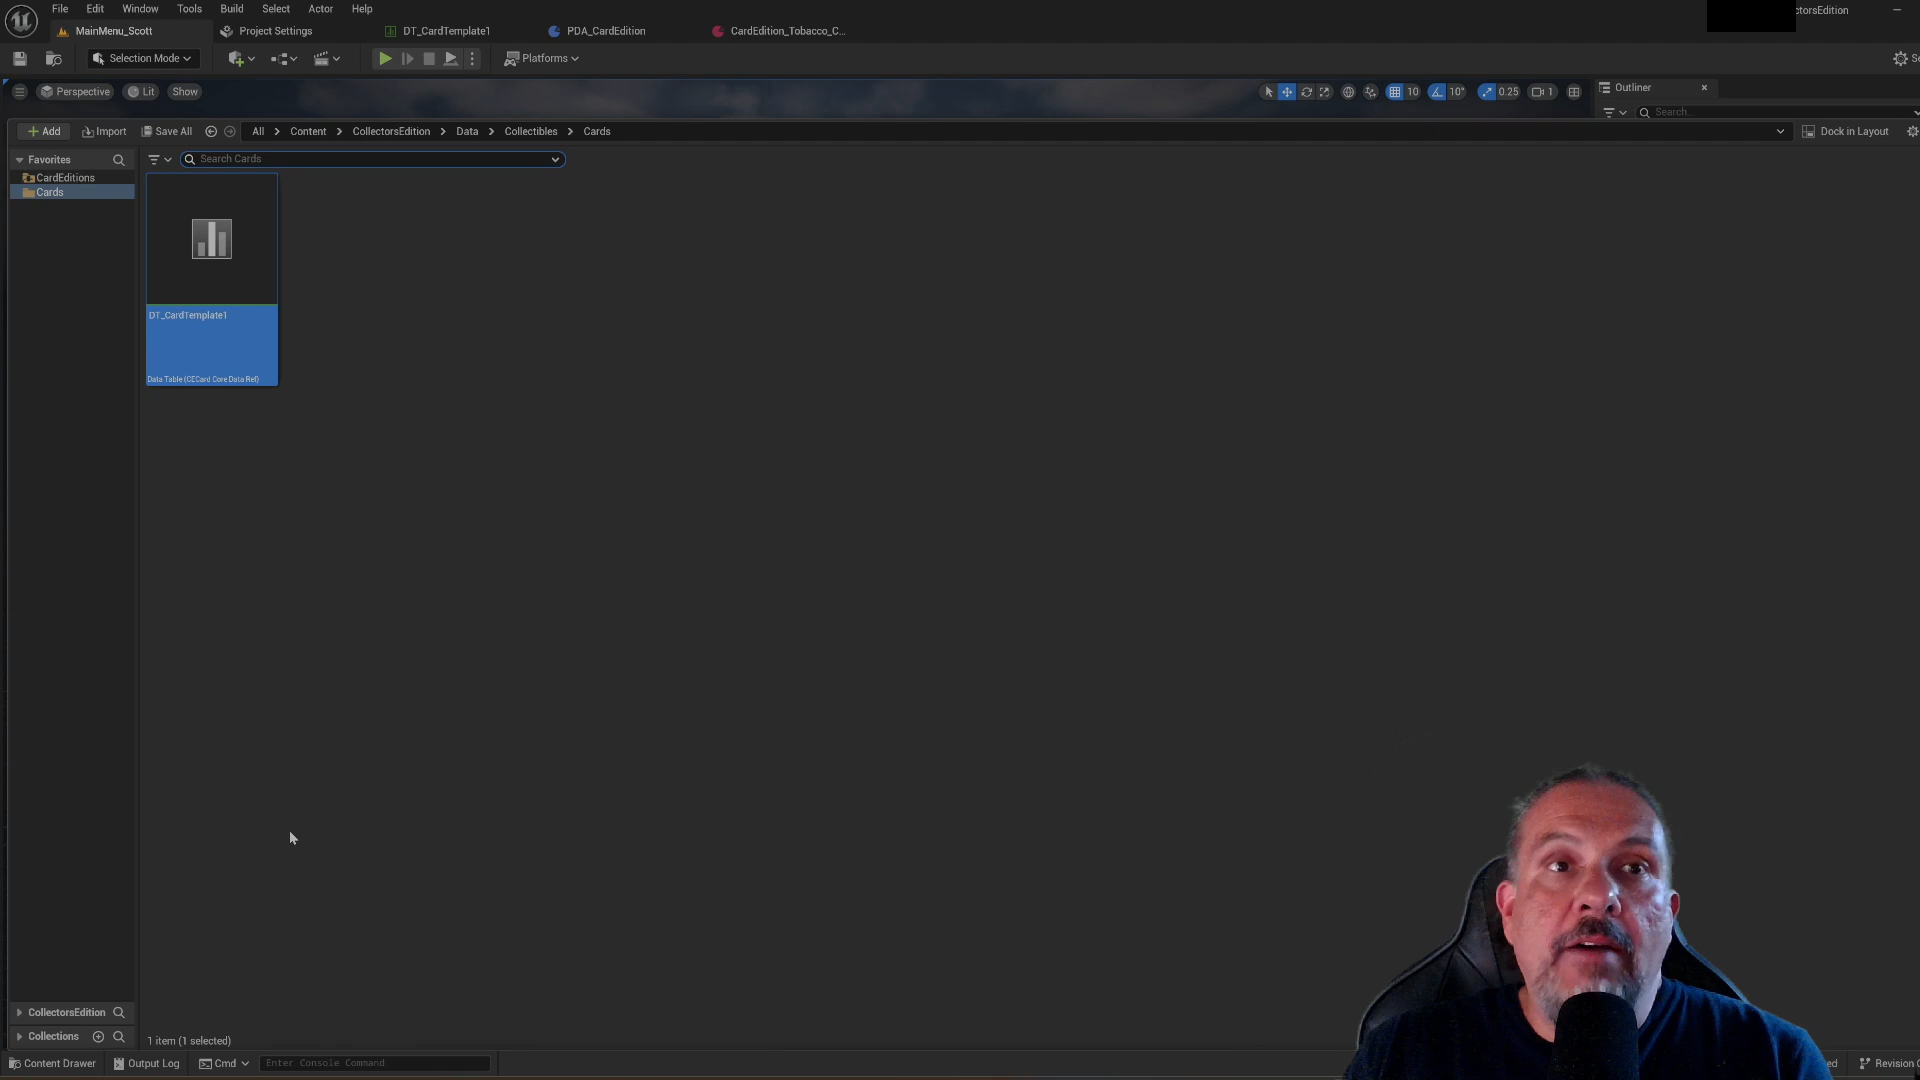 File Edit Window Tools Build Select Actor Help
ctorsEdition
MainMenu_Scott Project Settings DT_CardTemplate1 PDA_CardEdition CardEdition_Tobacco_C...
Selection Mode Platforms
Perspective Lit Show 10 10° 0.25 1 Outliner
Search...
Add Import Save All All > Content > CollectorsEdition > Data > Collectibles > Cards Dock in Layout
Favorites Search Cards
CardEditions
Cards
DT_CardTemplate1
Data Table (CECard Core Data Ref)
CollectorsEdition
Collections
1 item (1 selected)
Content Drawer Output Log Cmd Enter Console Command ed Revision C